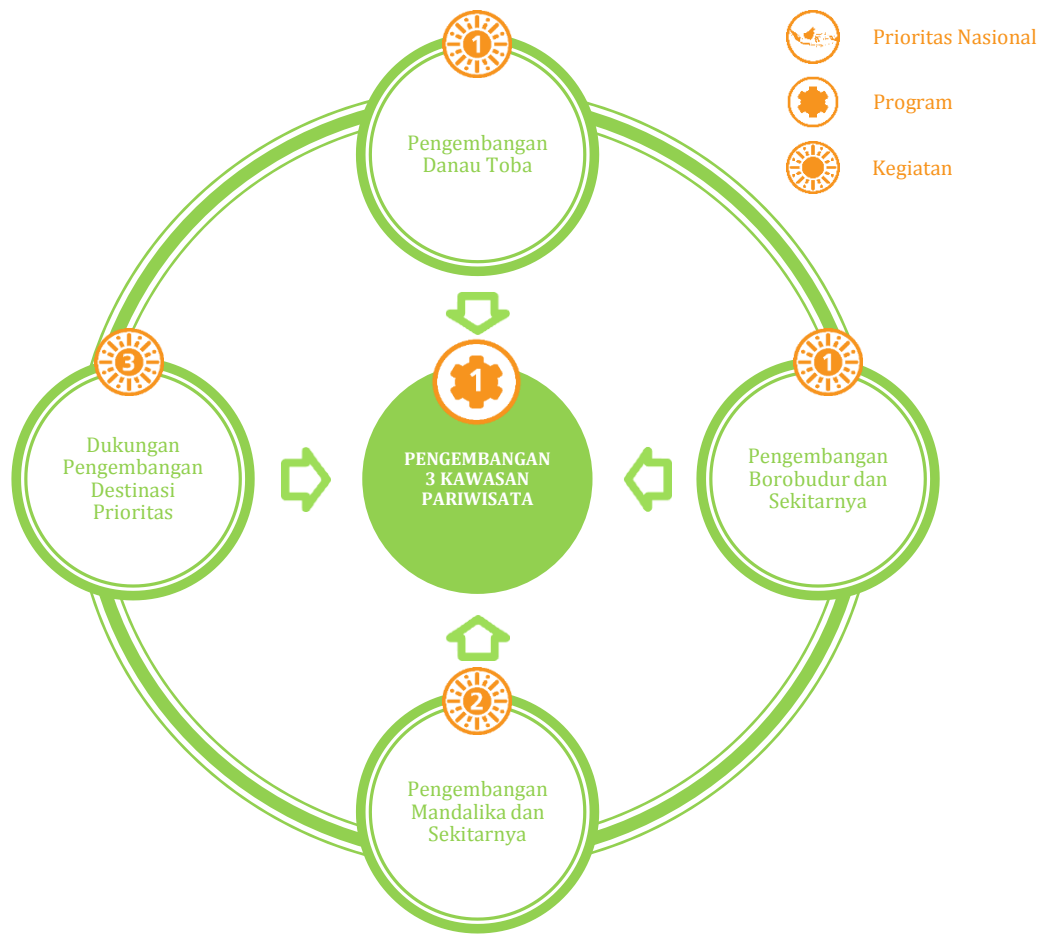 1
Pengembangan
Danau Toba
Prioritas Nasional
Program
Kegiatan
3
Dukungan
Pengembangan
Destinasi
Prioritas
1
PENGEMBANGAN
3 KAWASAN
PARIWISATA
1
Pengembangan
Borobudur dan
Sekitarnya
2
Pengembangan
Mandalika dan
Sekitarnya